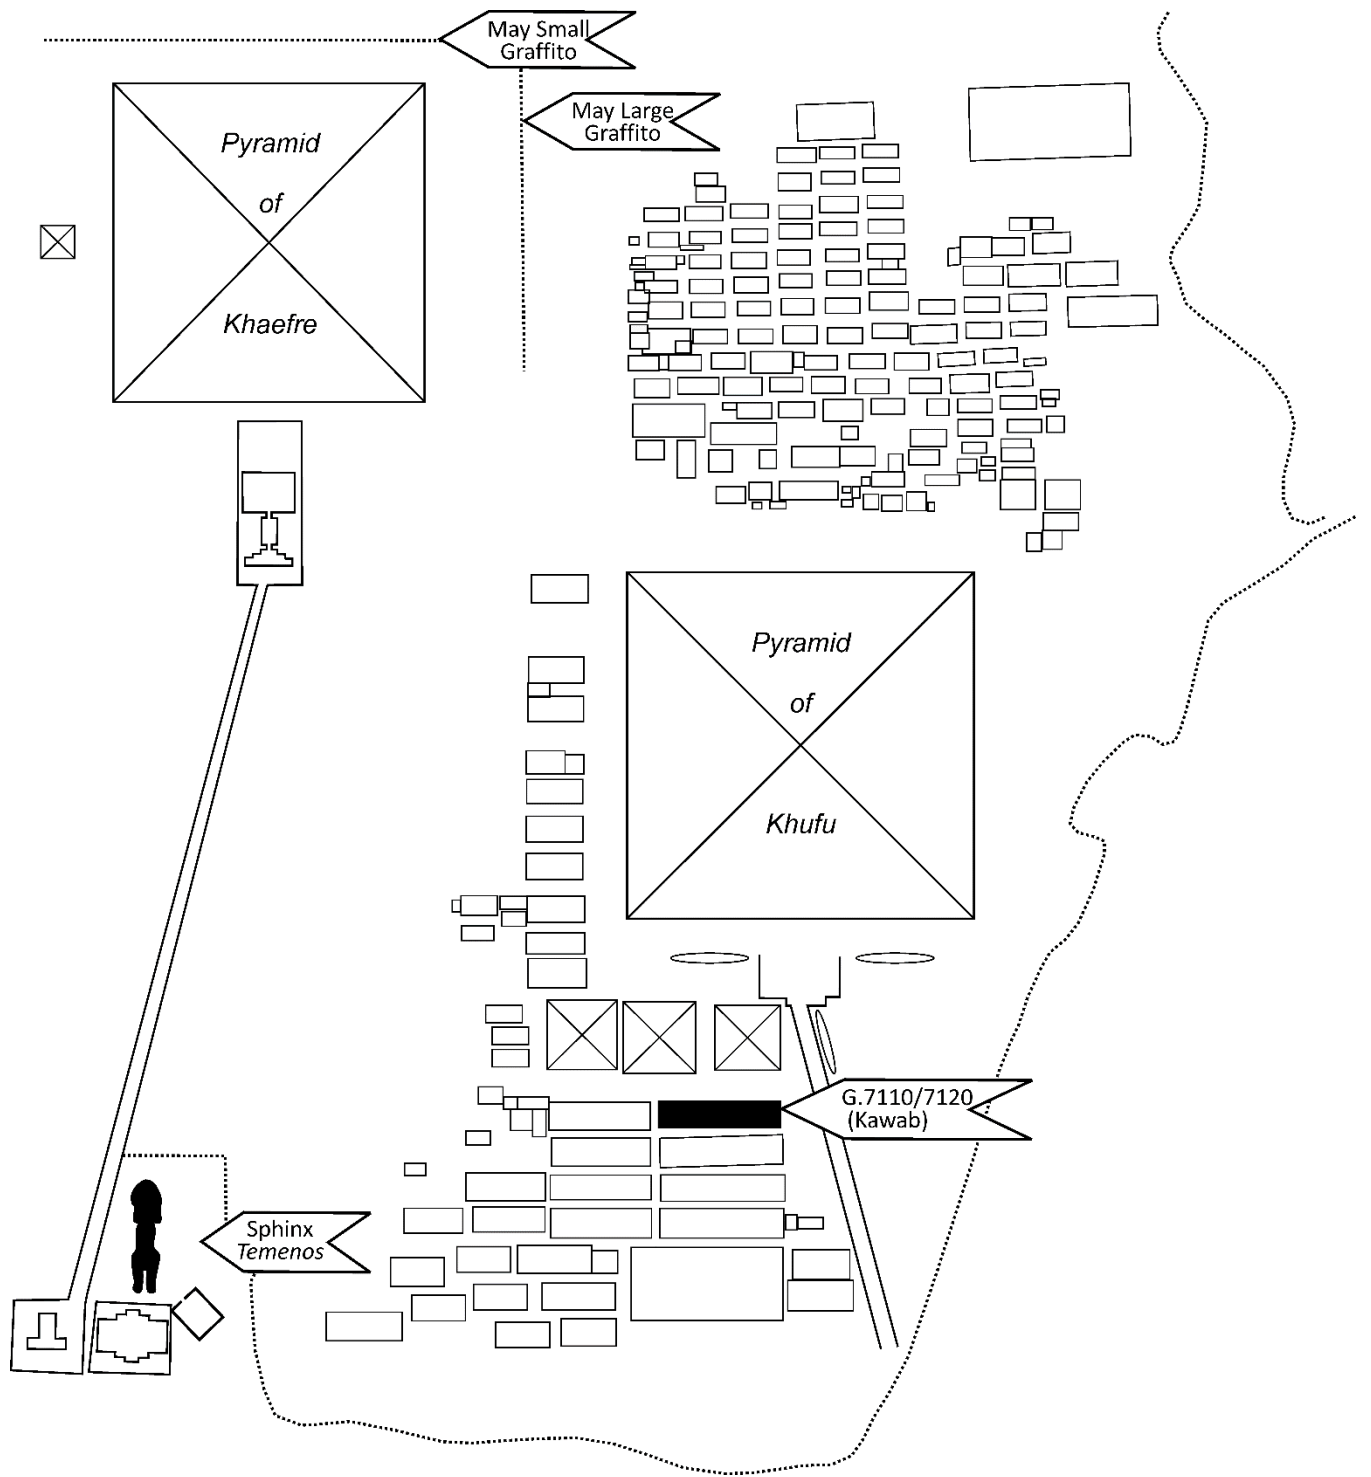 May Small
Graffito
May Large
Graffito
Pyramid
of
Khaefre
Pyramid
of
Khufu
G.7110/7120
(Kawab)
Sphinx
Temenos